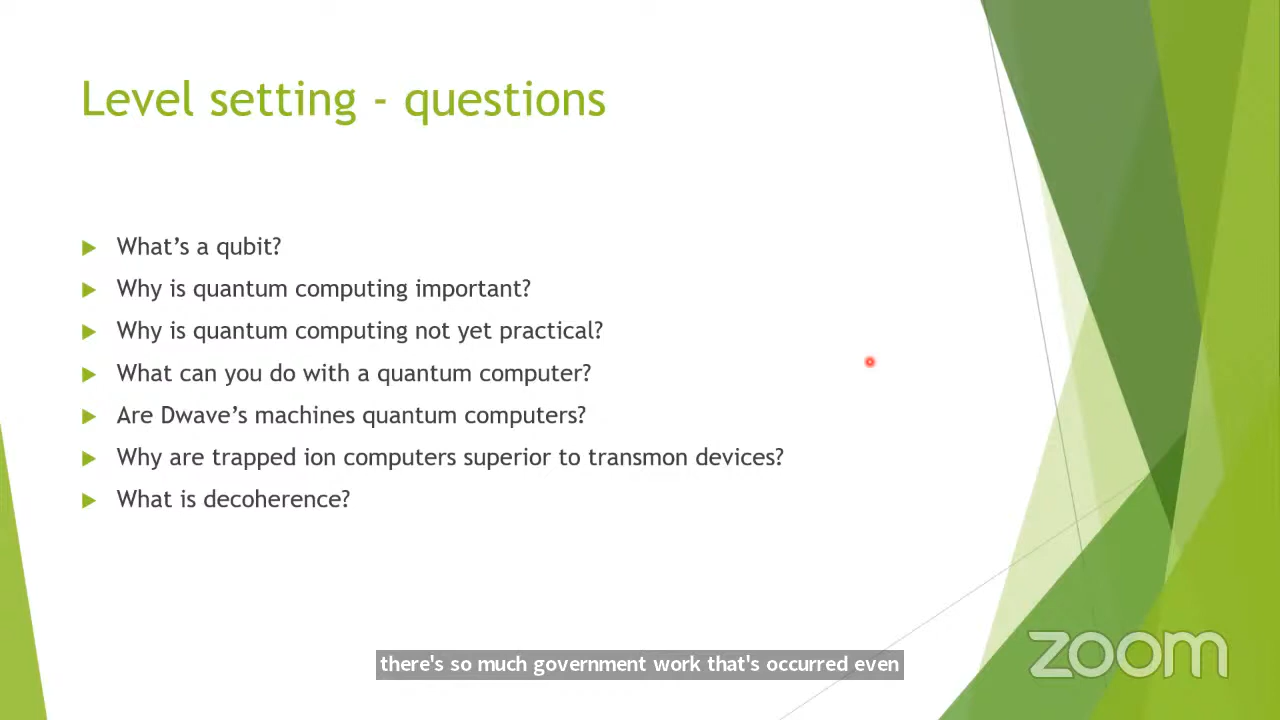 Level setting - questions
What’s a qubit?
Why is quantum computing important?
Why is quantum computing not yet practical?
What can you do with a quantum computer?
Are Dwave’s machines quantum computers?
Why are trapped ion computers superior to transmon devices?
What is decoherence?
zoom
there's so much government work that's occurred even